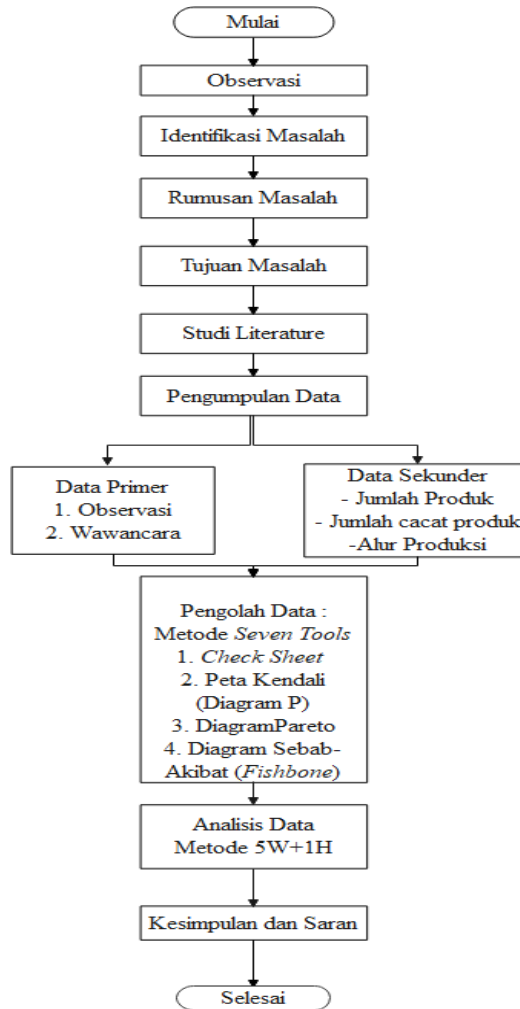 Mulai
Observasi
Identifikasi Masalah
Rumusan Masalah
Tujuan Masalah
Studi Literature
Pengumpulan Data
Data Primer
1. Observasi
2. Wawancara
Data Sekunder
- Jumlah Produk
- Jumlah cacat produk
-Alur Produksi
Pengolah Data :
Metode Seven Tools
1. Check Sheet
2. Peta Kendali
(Diagram P)
3. DiagramPareto
4. Diagram Sebab-
Akibat (Fishbone)
Analisis Data
Metode 5W+1H
Kesimpulan dan Saran
Selesai